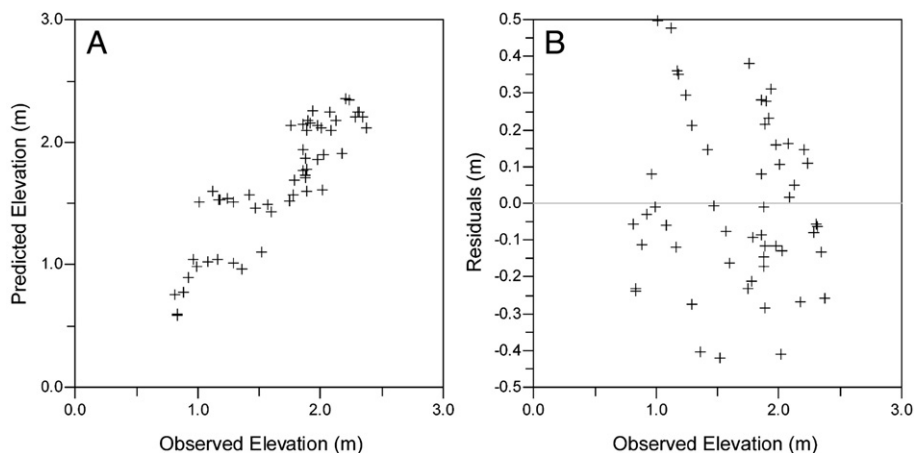 A
Predicted Elevation (m)
3.0
2.0
1.0
0.0
0.0 1.0 2.0 3.0
Observed Elevation (m)
B
Residuals (m)
0.5
0.4
0.3
0.2
0.1
0.0
-0.1
-0.2
-0.3
-0.4
-0.5
0.0 1.0 2.0 3.0
Observed Elevation (m)